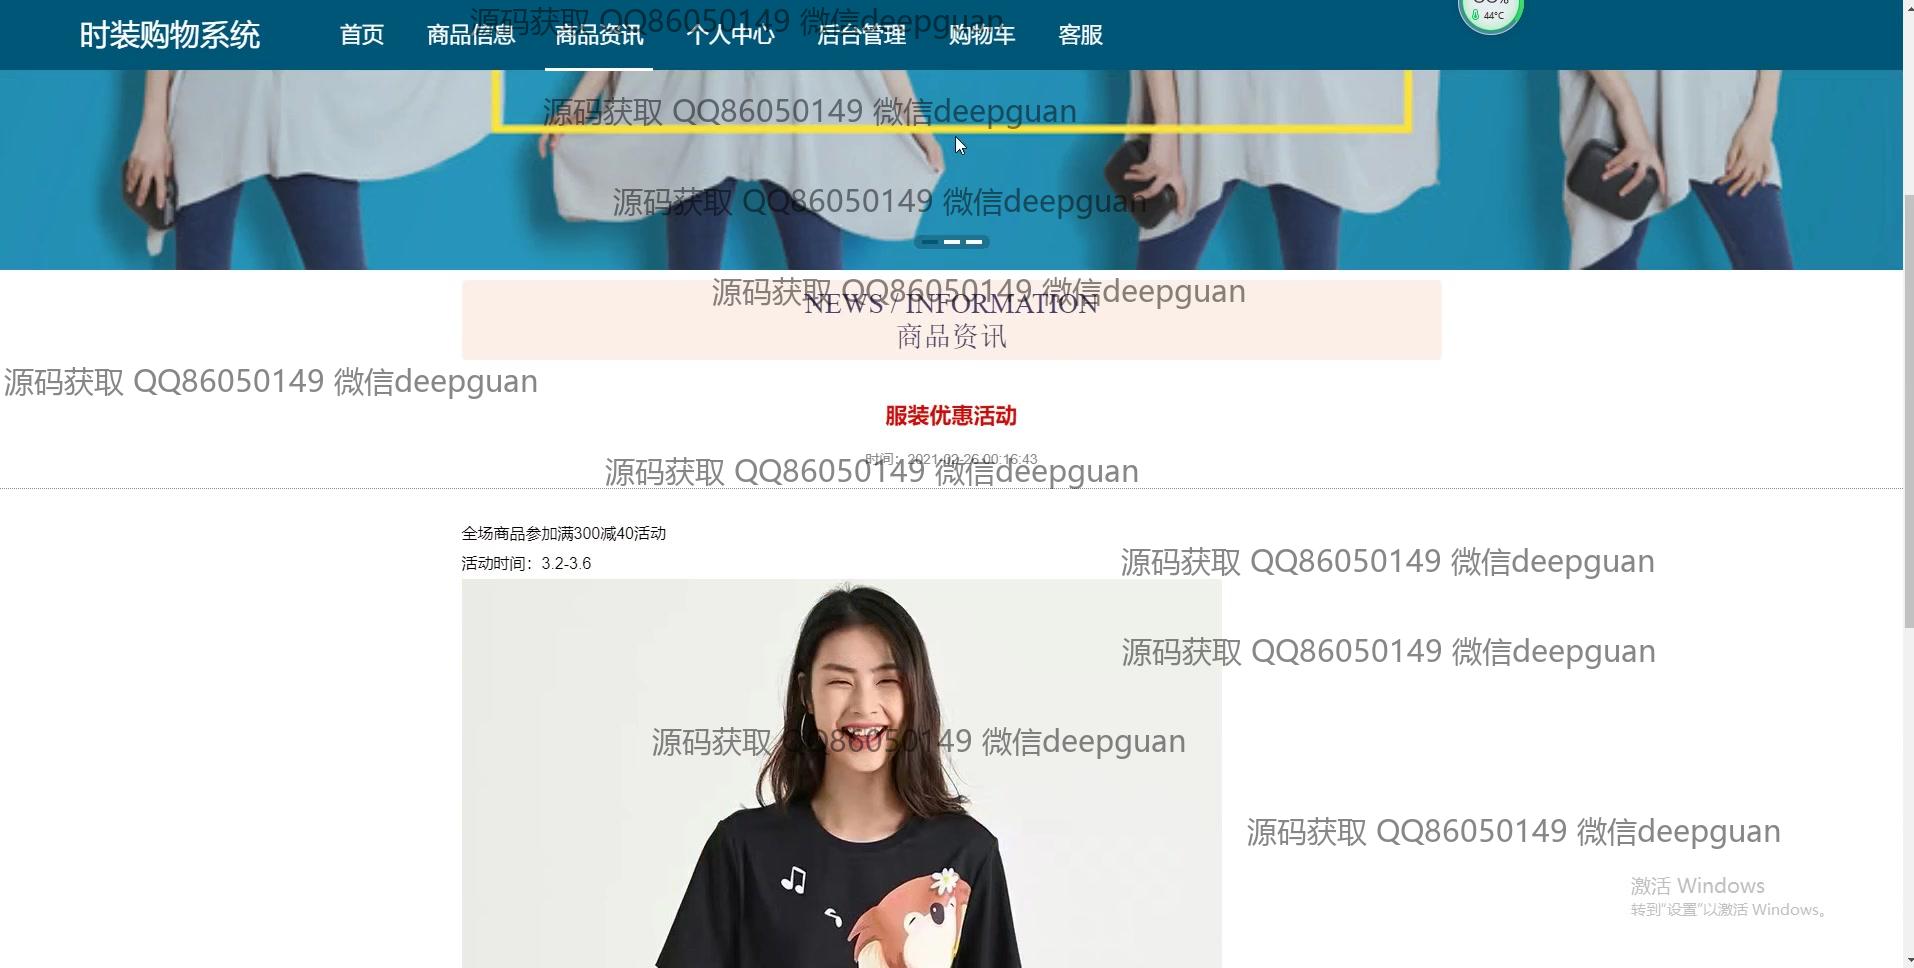 时装购物系统 首页 商品信息 商品资讯 个人中心 后台管理 购物车 客服
源码获取 QQ86050149 微信deepguan
44°C
源码获取 QQ86050149 微信deepguan
源码获取 QQ86050149 微信deepguan
源码获取 QQ86050149 微信deepguan
NEWS / INFORMATION
商品资讯
源码获取 QQ86050149 微信deepguan
服装优惠活动
时间：2021-02-26 00:16:43
源码获取 QQ86050149 微信deepguan
全场商品参加满300减40活动
活动时间：3.2-3.6
源码获取 QQ86050149 微信deepguan
源码获取 QQ86050149 微信deepguan
源码获取 QQ86050149 微信deepguan
源码获取 QQ86050149 微信deepguan
激活 Windows
转到“设置”以激活 Windows。